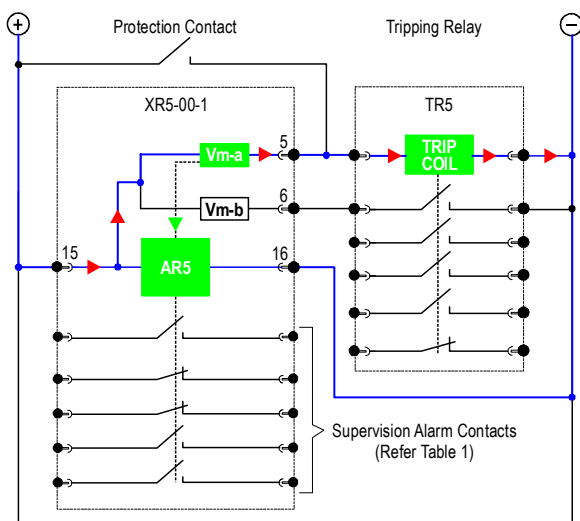 +
Protection Contact
Tripping Relay
−
XR5-00-1
TR5
Vm-a
5
TRIP
COIL
Vm-b
6
15
AR5
16
Supervision Alarm Contacts
(Refer Table 1)